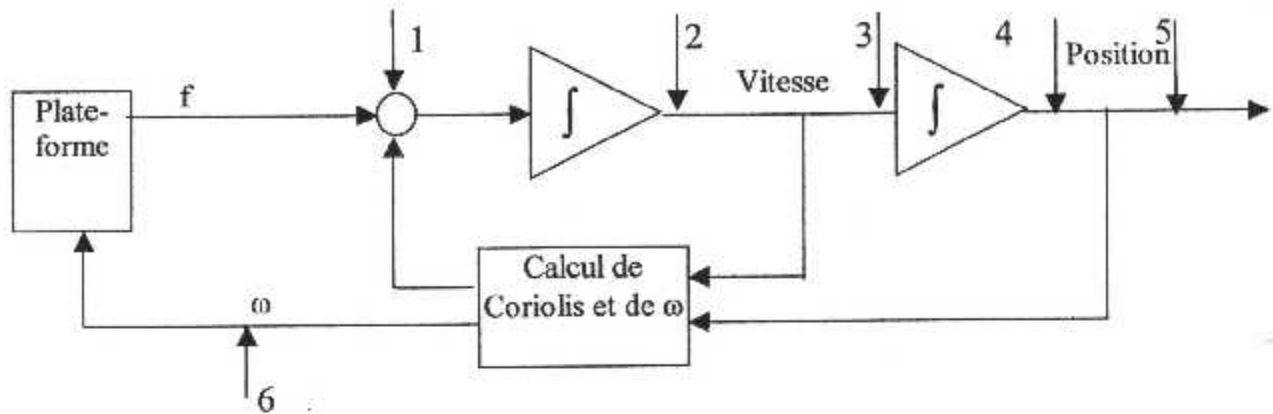 1
2
3
4
5
Position
Vitesse
f
Plate-
forme
∫
∫
Calcul de
Coriolis et de ω
ω
6